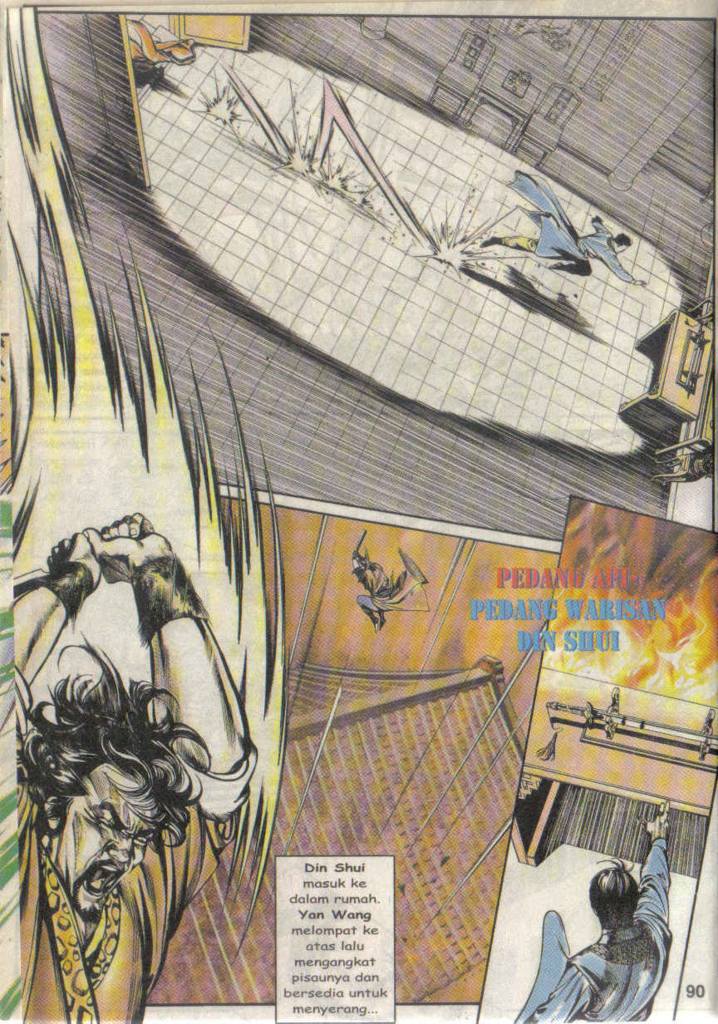 PEDANG API:
PEDANG WARISAN
DIN SHUI
Din Shui
masuk ke
dalam rumah.
Yan Wang
melompat ke
atas lalu
mengangkat
pisaunya dan
bersedia untuk
menyerang...
90